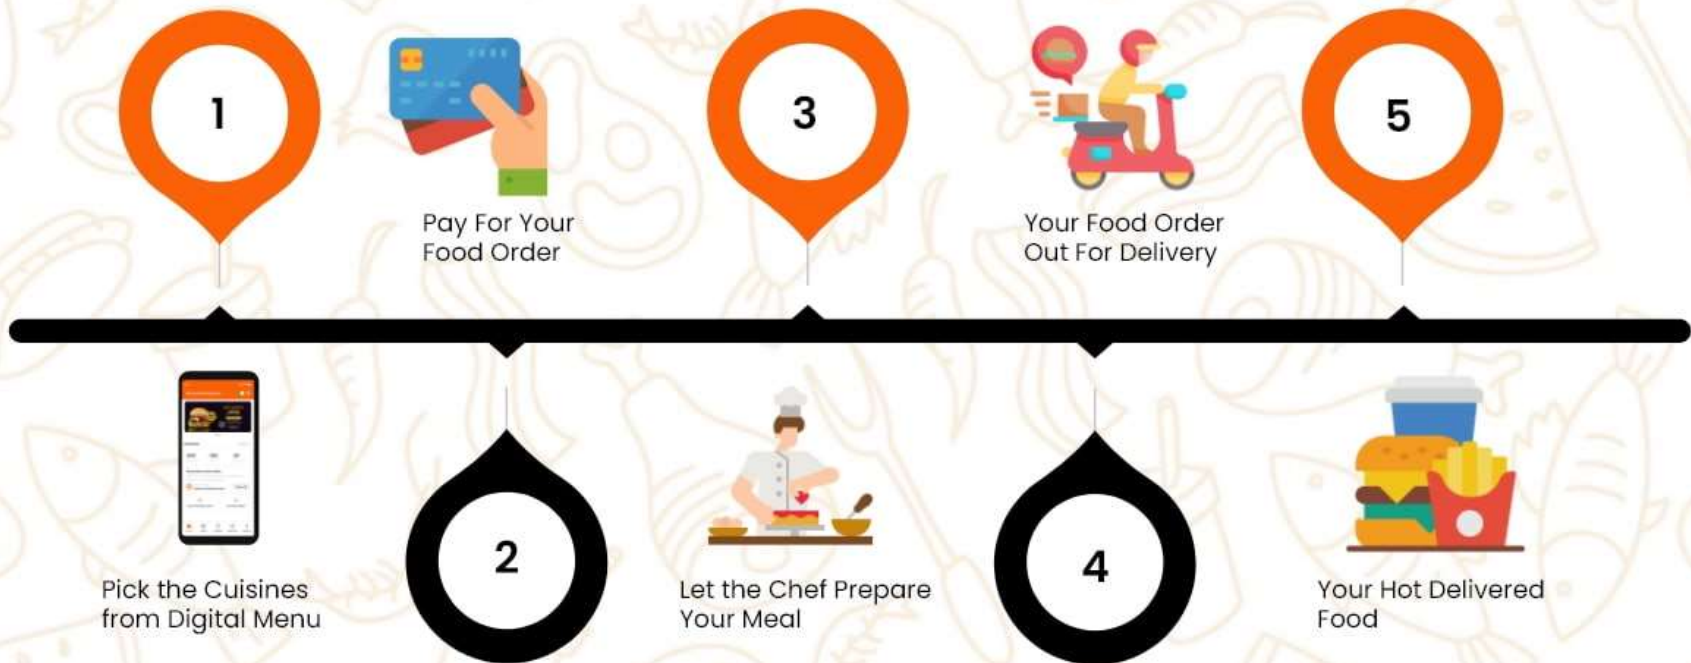 1
Pick the Cuisines
from Digital Menu
Pay For Your
Food Order
2
3
Let the Chef Prepare
Your Meal
Your Food Order
Out For Delivery
4
5
Your Hot Delivered
Food